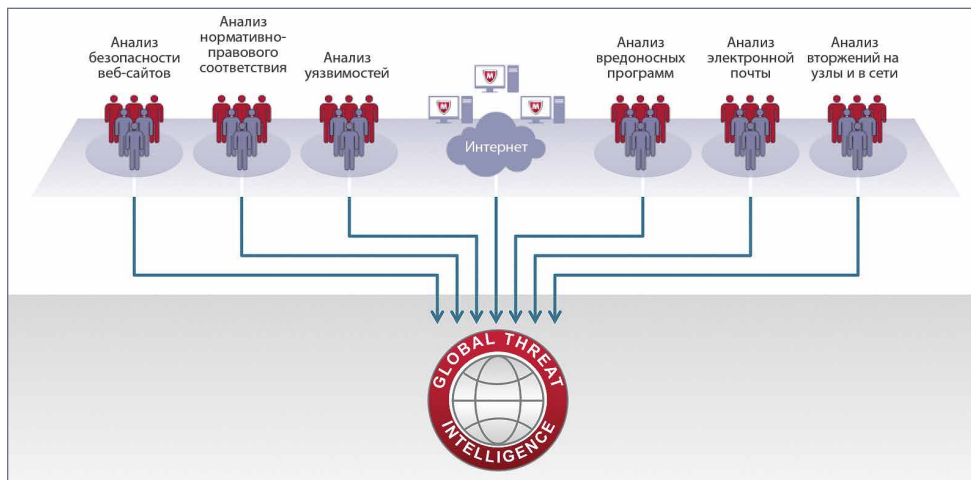 Анализ
безопасности
веб-сайтов
Анализ
нормативно-
правового
соответствия
Анализ
уязвимостей
Интернет
Анализ
вредоносных
программ
Анализ
электронной
почты
Анализ
вторжений на
узлы и в сети
GLOBAL THREAT
INTELLIGENCE